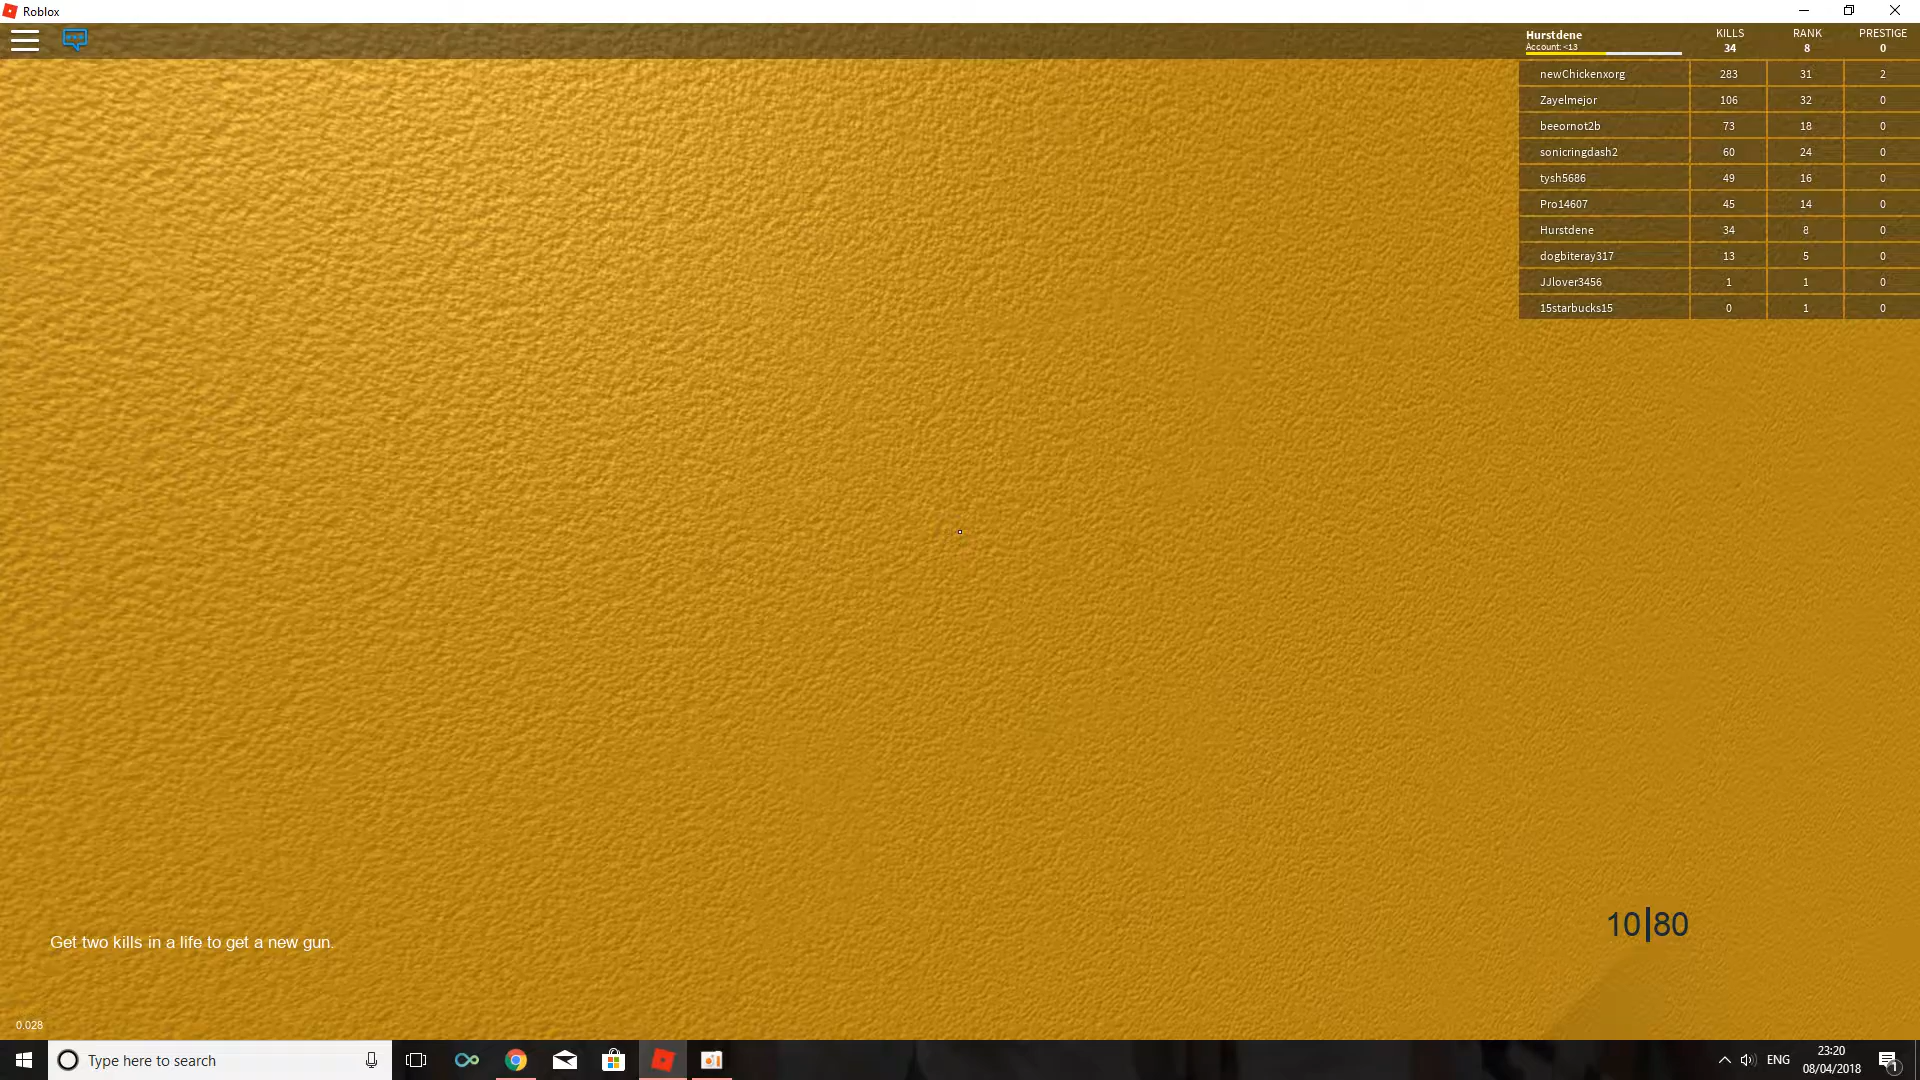 Roblox
Hurstdene KILLS RANK PRESTIGE
Account: <13 34 8 0
newChickenxorg 283 31 2
Zayelmejor 106 32 0
beeornot2b 73 18 0
sonicringdash2 60 24 0
tysh5686 49 16 0
Pro14607 45 14 0
Hurstdene 34 8 0
dogbiteray317 13 5 0
JJlover3456 1 1 0
15starbucks15 0 1 0
10|80
Get two kills in a life to get a new gun.
0.028
Type here to search
ENG
23:20
08/04/2018
1